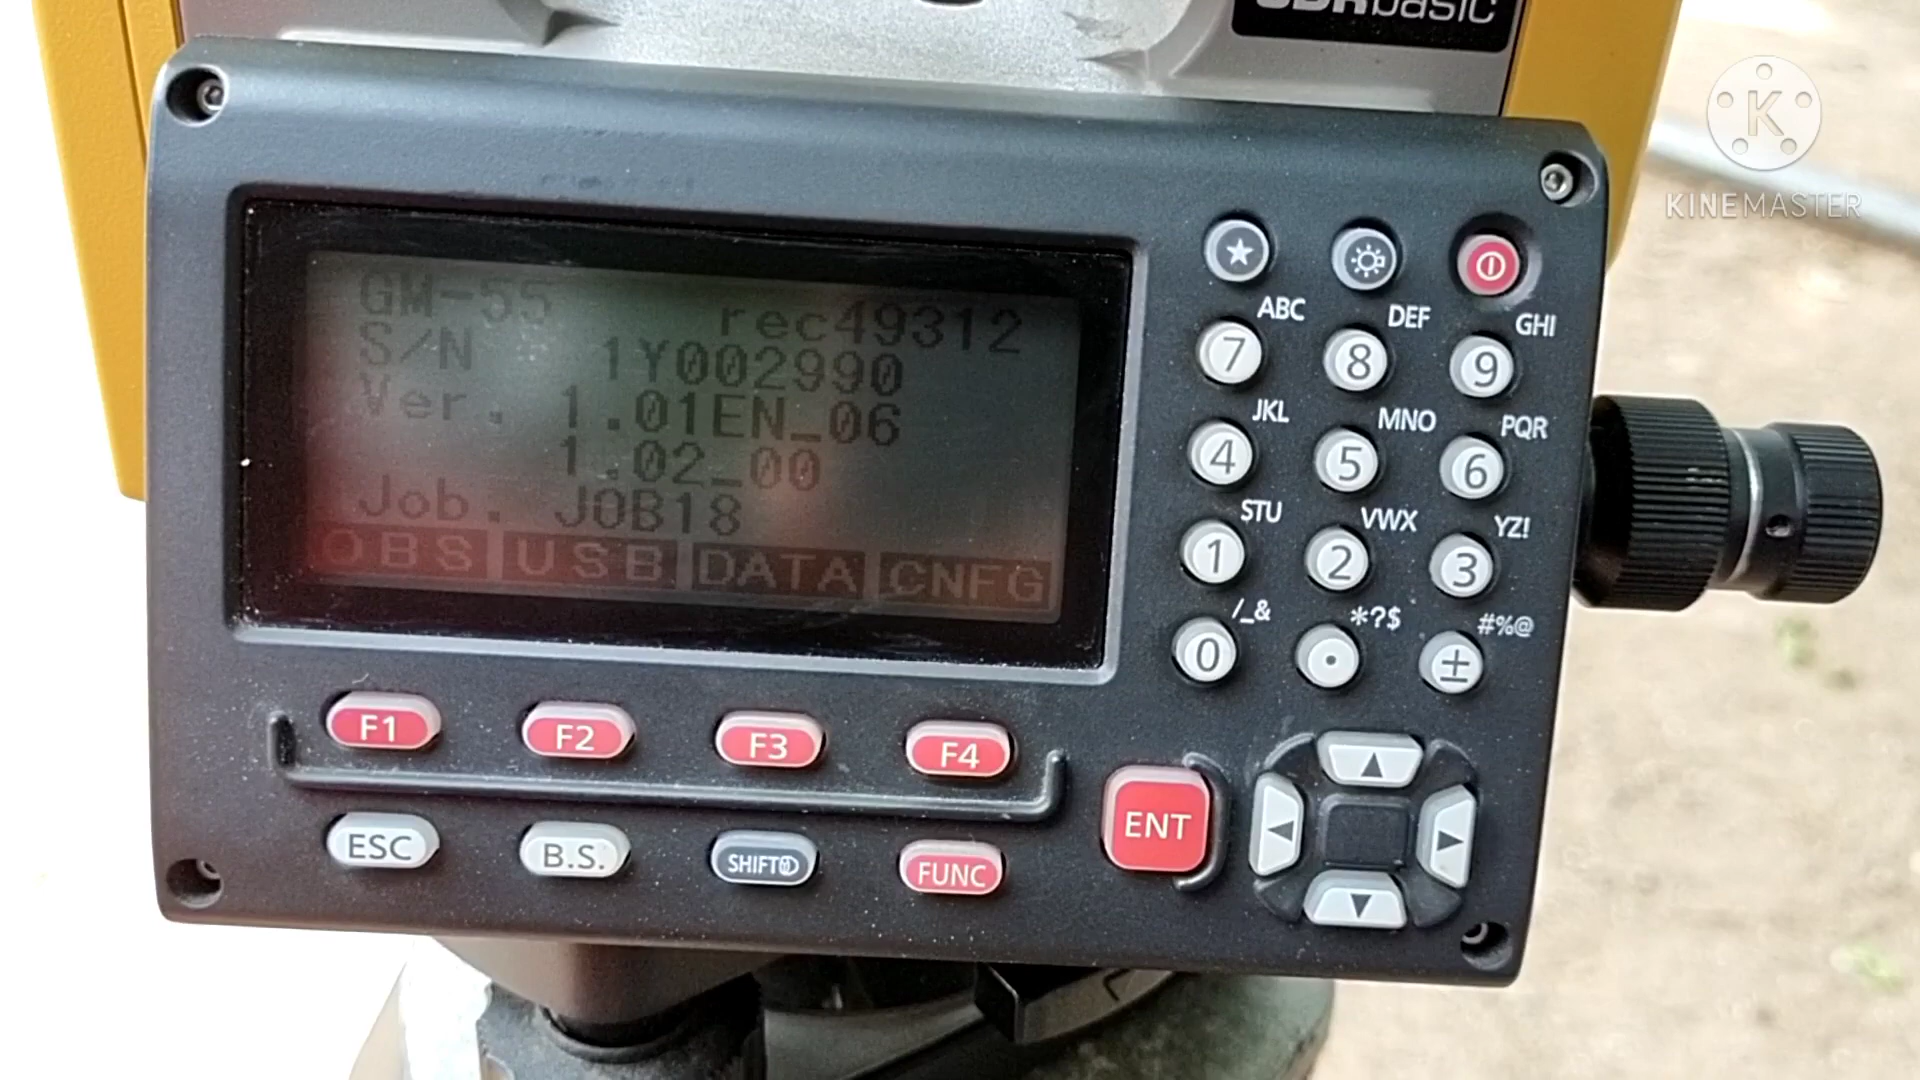 SDRbasic
K
KINEMASTER
GM-55 rec49312
S/N 1Y002990
Ver. 1.01EN_06
1.02_00
Job. JOB18
OBS USB DATA CNFG
ABC DEF GHI
7 8 9
JKL MNO PQR
4 5 6
STU VWX YZ!
1 2 3
/_& *?$ #%@
0 . ±
F1 F2 F3 F4
ESC B.S. SHIFT FUNC
ENT